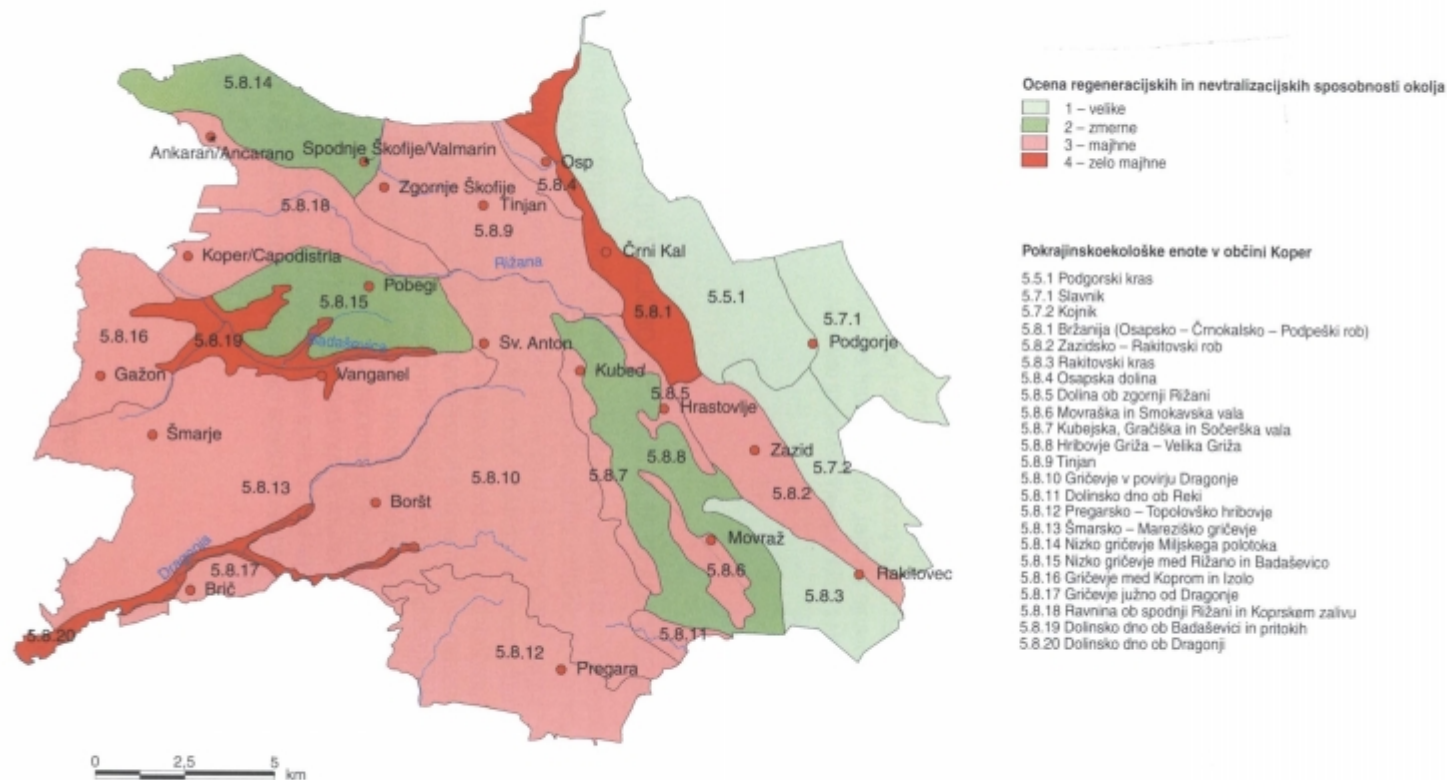 5.8.14
Ankaran/Ancarano
Spodnje Škofije/Valmarin
Zgornje Škofije
Osp
5.8.4
5.8.18
Tinjan
5.8.9
Črni Kal
Koper/Capodistria
Rižana
Pobegi
5.5.1
5.8.15
5.8.1
5.7.1
5.8.16
5.8.19
Badaševica
Sv. Anton
Podgorje
Gažon
Vanganel
Kubed
5.8.5
Hrastovlje
Šmarje
Zazid
5.8.8
5.7.2
5.8.7
5.8.10
5.8.13
5.8.2
Boršt
Movraž
Dragonja
5.8.17
5.8.6
Rakitovec
Brič
5.8.3
5.8.20
5.8.11
5.8.12
Pregara
0 2,5 5
km
Ocena regeneracijskih in nevtralizacijskih sposobnosti okolja
1 – velike
2 – zmerne
3 – majhne
4 – zelo majhne
Pokrajinskoekološke enote v občini Koper
5.5.1 Podgorski kras
5.7.1 Slavnik
5.7.2 Kojnik
5.8.1 Bržanija (Osapsko – Črnokalsko – Podpeški rob)
5.8.2 Zazidsko – Rakitovski rob
5.8.3 Rakitovski kras
5.8.4 Osapska dolina
5.8.5 Dolina ob zgornji Rižani
5.8.6 Movraška in Smokavska vala
5.8.7 Kubejska, Gračiška in Sočerška vala
5.8.8 Hribovje Griža – Velika Griža
5.8.9 Tinjan
5.8.10 Gričevje v povirju Dragonje
5.8.11 Dolinsko dno ob Reki
5.8.12 Pregarsko – Topolovško hribovje
5.8.13 Šmarsko – Mareziško gričevje
5.8.14 Nizko gričevje Miljskega polotoka
5.8.15 Nizko gričevje med Rižano in Badaševico
5.8.16 Gričevje med Koprom in Izolo
5.8.17 Gričevje južno od Dragonje
5.8.18 Ravnina ob spodnji Rižani in Koprskem zalivu
5.8.19 Dolinsko dno ob Badaševici in pritokih
5.8.20 Dolinsko dno ob Dragonji